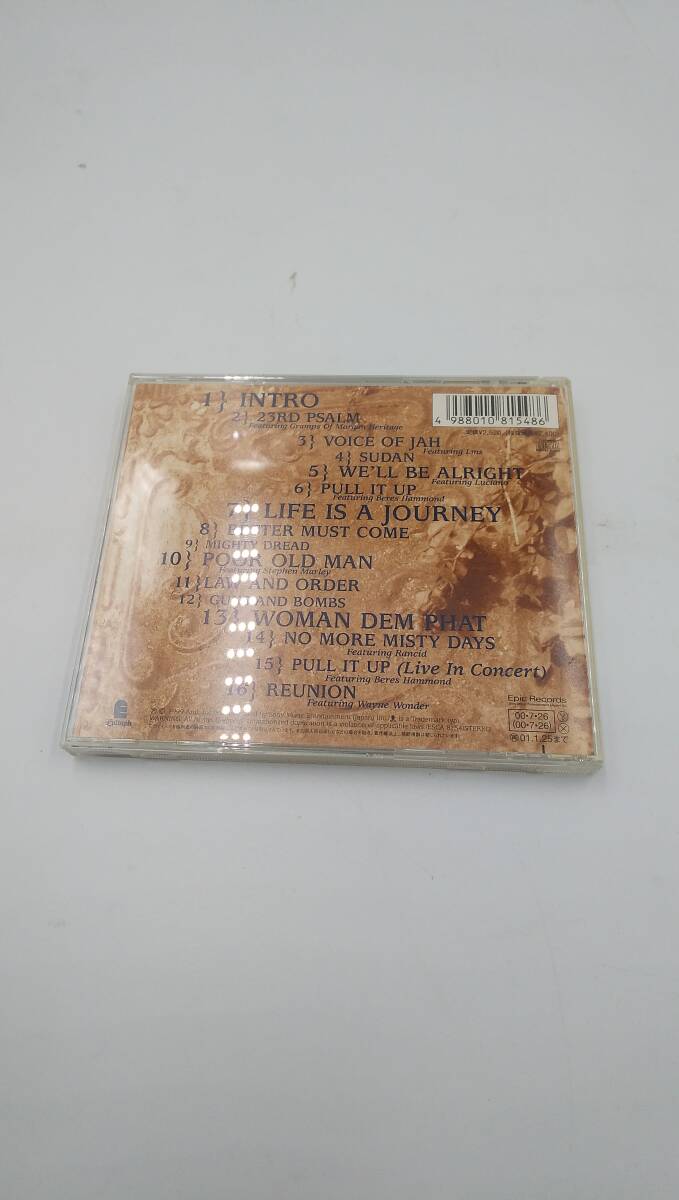 1} INTRO
2} 23RD PSALM
Featuring Gramps Of Morgan Heritage
3} VOICE OF JAH
Featuring Lms
4} SUDAN
5} WE'LL BE ALRIGHT
Featuring Luciano
6} PULL IT UP
Featuring Beres Hammond
7} LIFE IS A JOURNEY
8} BETTER MUST COME
9} MIGHTY DREAD
10} POOR OLD MAN
Featuring Stephen Marley
11} LAW AND ORDER
12} GUNS AND BOMBS
13} WOMAN DEM PHAT
14} NO MORE MISTY DAYS
Featuring Rancid
15} PULL IT UP (Live In Concert)
Featuring Beres Hammond
16} REUNION
Featuring Wayne Wonder
4 988010 815486
Epitaph
Epic Records
00・7・26
(00・7・26)
01.1.25まで